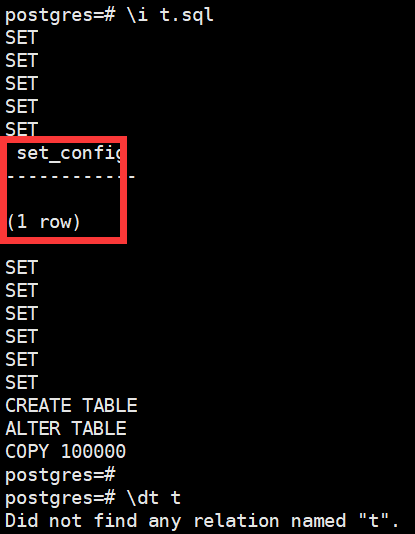 postgres=# \i t.sql
SET
SET
SET
SET
SET
set_config
------------
(1 row)
SET
SET
SET
SET
SET
SET
CREATE TABLE
ALTER TABLE
COPY 100000
postgres=#
postgres=# \dt t
Did not find any relation named "t".